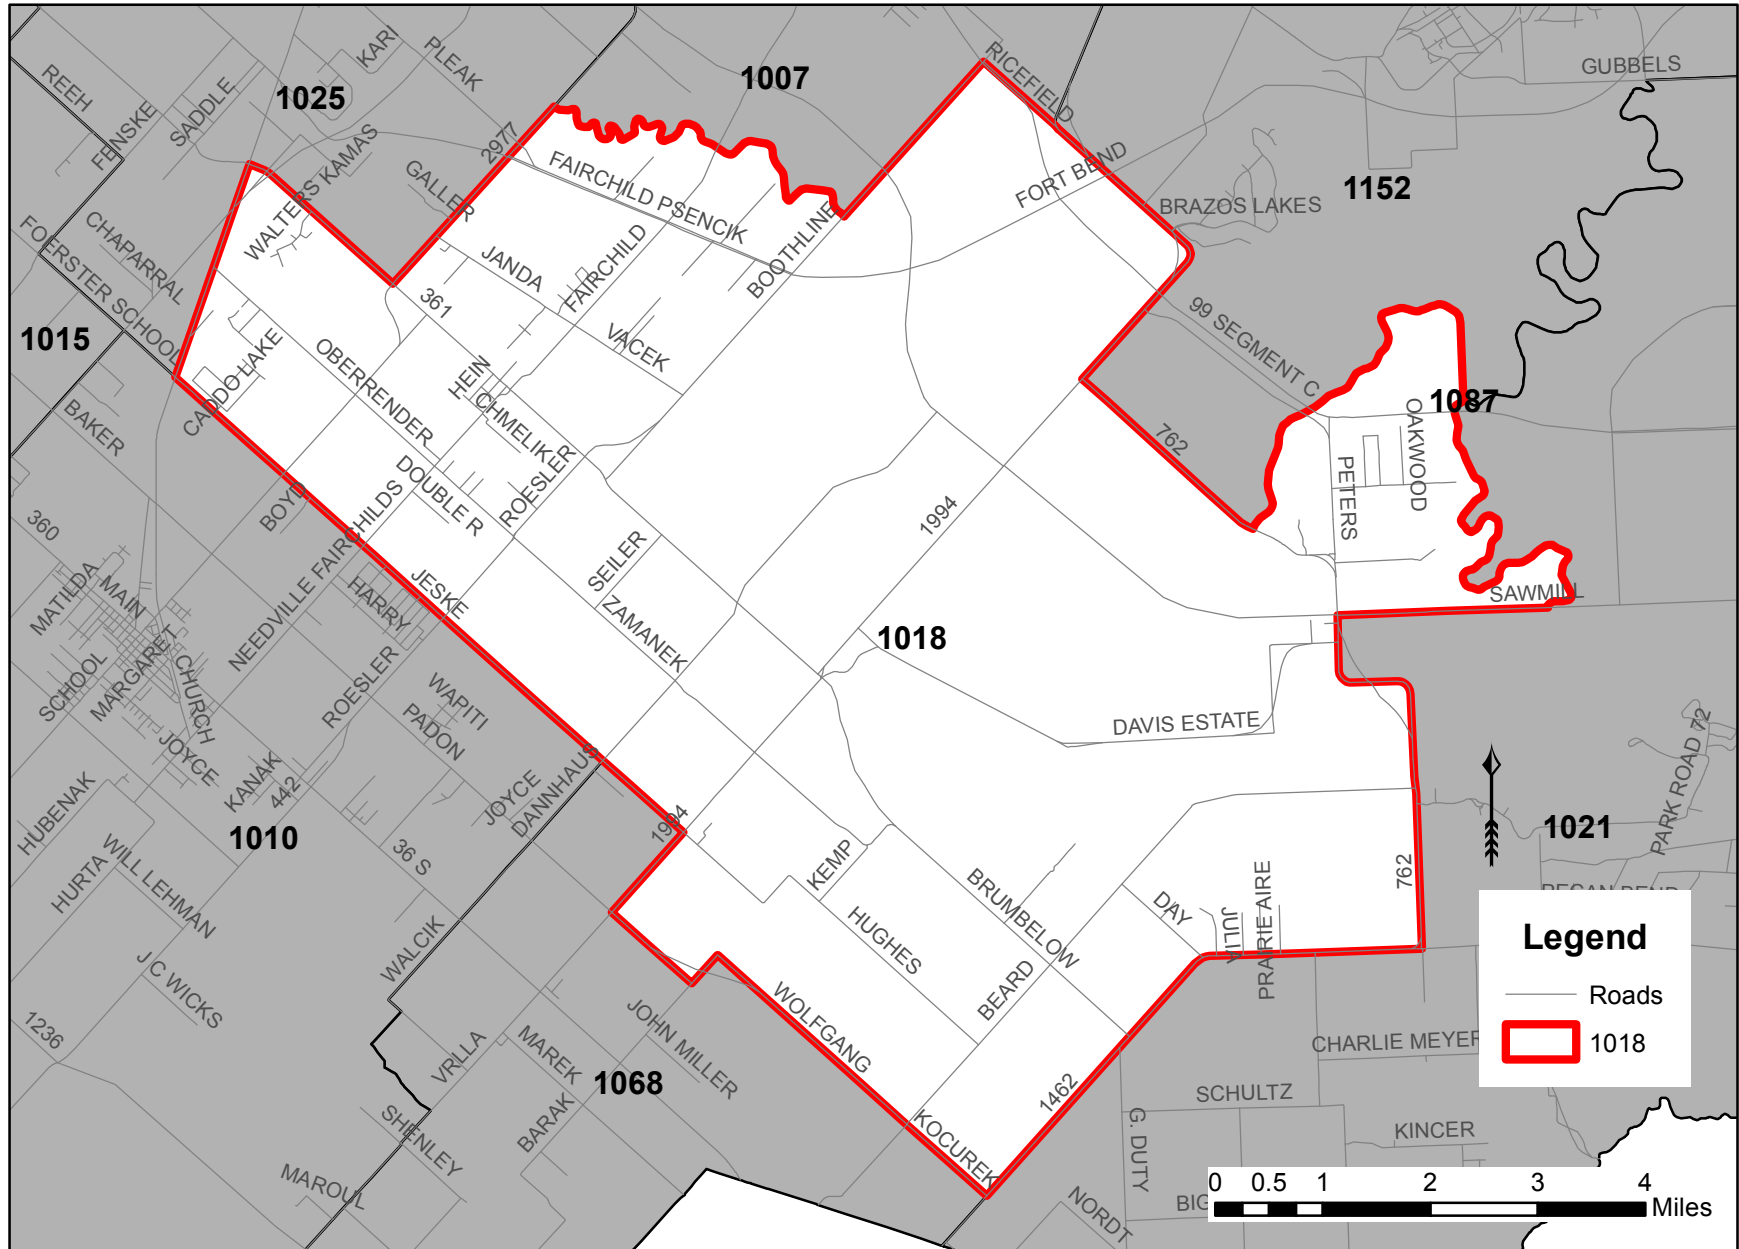 REEH
KARI
PLEAK
1025
1007
RICEFIELD
GUBBELS
FENSKE
SADDLE
2977
WALTERS
KAMAS
GALLER
FAIRCHILD PSENCIK
FORT BEND
1152
BRAZOS LAKES
CHAPARRAL
FOERSTER SCHOOL
JANDA
FAIRCHILD
BOOTHLINE
361
1015
CADDO LAKE
OBERRENDER
HEIN
VACEK
99 SEGMENT C
1087
OAKWOOD
BAKER
CHMELIK
762
PETERS
BOYD
DOUBLE R
ROESLER
1994
360
NEEDVILLE FAIRCHILDS
SEILER
MATILDA
MAIN
HARRY
JESKE
ZAMANEK
SAWMILL
1018
SCHOOL
MARGARET
CHURCH
ROESLER
WAPITI
PADON
DAVIS ESTATE
PARK ROAD 72
JOYCE
KANAK
442
JOYCE
DANNHAUS
HUBENAK
1010
36 S
1994
1021
HURTA
WILL LEHMAN
KEMP
BRUMBELOW
DAY
JULIA
PRAIRIE AIRE
762
PECAN BEND
WALCIK
HUGHES
BEARD
J C WICKS
WOLFGANG
1236
VRLLA
MAREK
JOHN MILLER
1068
1462
CHARLIE MEYER
SCHULTZ
SHENLEY
BARAK
KOCUREK
G. DUTY
KINCER
MAROUL
NORDT
BIG
Legend
Roads
1018
0 0.5 1 2 3 4
Miles